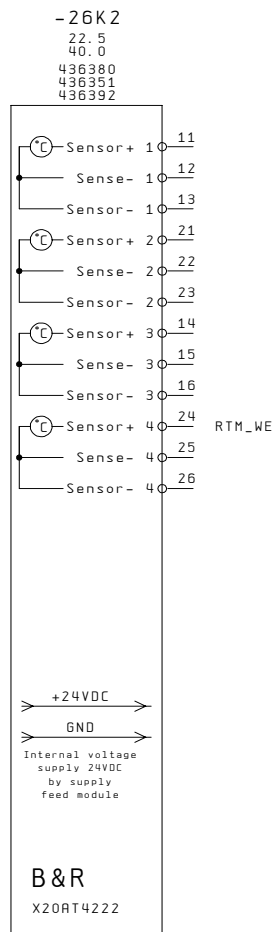 -26K2
22.5
40.0
436380
436351
436392
°C Sensor+ 1 11
Sense- 1 12
Sensor- 1 13
°C Sensor+ 2 21
Sense- 2 22
Sensor- 2 23
°C Sensor+ 3 14
Sense- 3 15
Sensor- 3 16
°C Sensor+ 4 24 RTM_WE
Sense- 4 25
Sensor- 4 26
+24VDC
GND
Internal voltage
supply 24VDC
by supply
feed module
B&R
X20AT4222